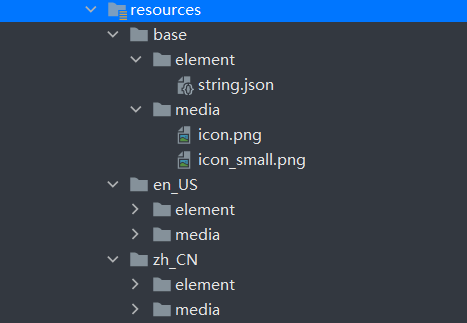 resources
base
element
string.json
media
icon.png
icon_small.png
en_US
element
media
zh_CN
element
media